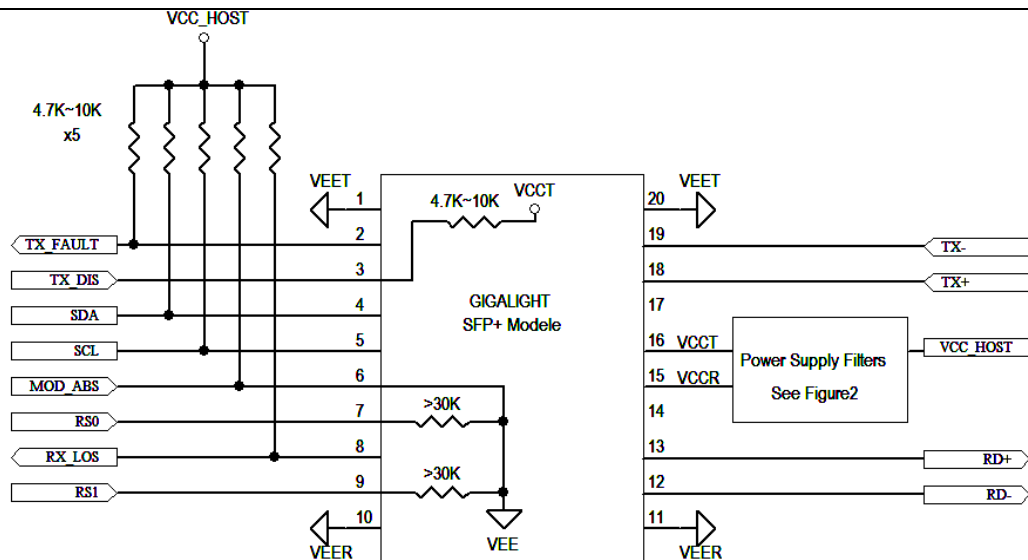 VCC_HOST
4.7K~10K
x5
VEET
1
4.7K~10K
VCCT
20
VEET
TX_FAULT
2
19
TX-
TX_DIS
3
18
TX+
SDA
4
GIGALIGHT
SFP+ Modele
17
SCL
5
16
VCCT
Power Supply Filters
See Figure2
VCC_HOST
MOD_ABS
6
15
VCCR
RS0
7
>30K
14
RX_LOS
8
13
RD+
RS1
9
>30K
12
RD-
10
VEER
VEE
11
VEER